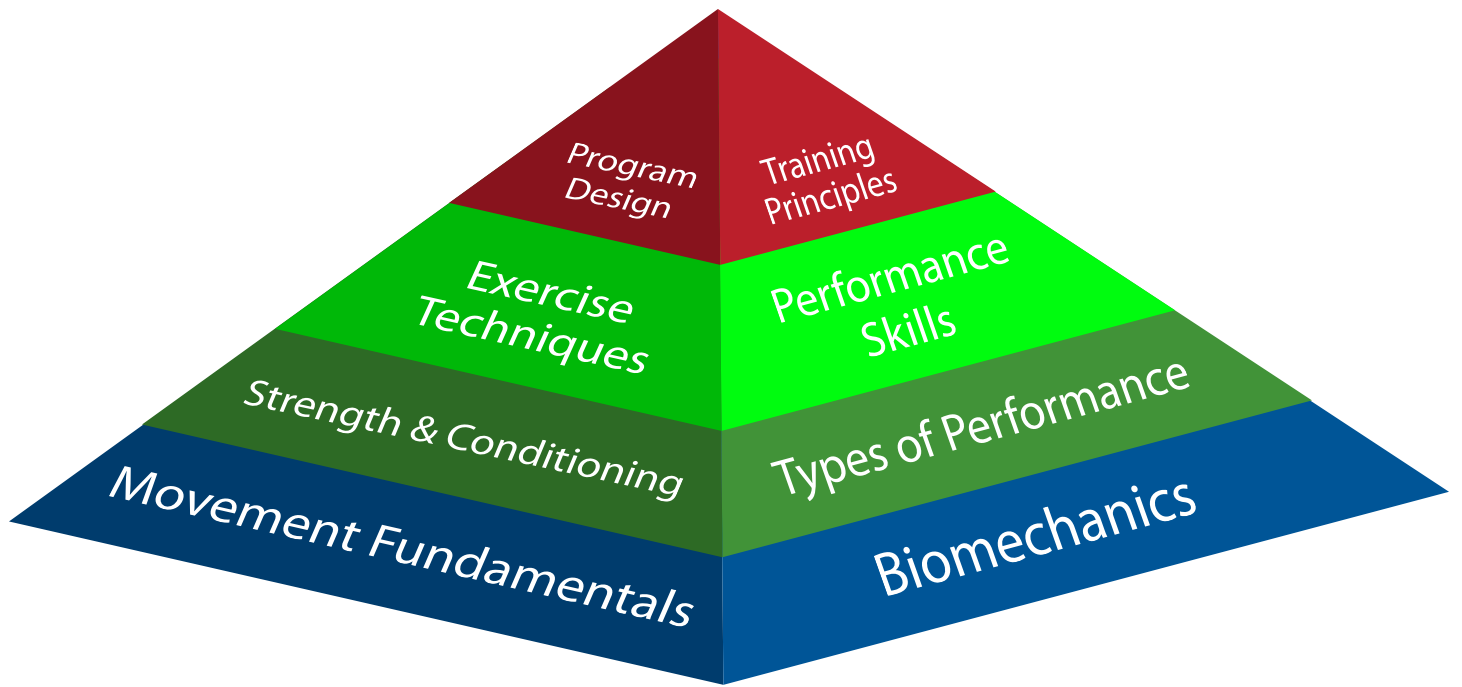 Program
Design
Training
Principles
Exercise
Techniques
Performance
Skills
Strength & Conditioning
Types of Performance
Movement Fundamentals
Biomechanics